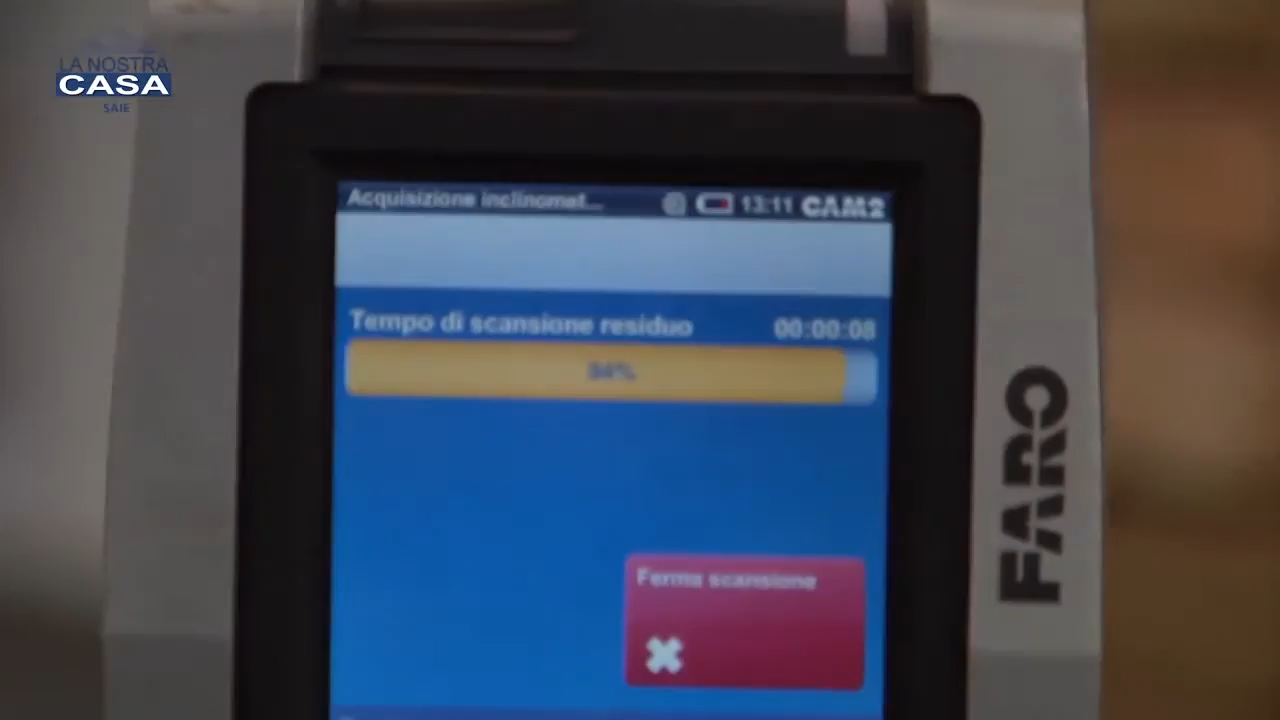 LA NOSTRA
CASA
SAIE
Acquisizione inclinomet...
13:11 CAM2
Tempo di scansione residuo 00:00:08
Ferma scansione
FARO